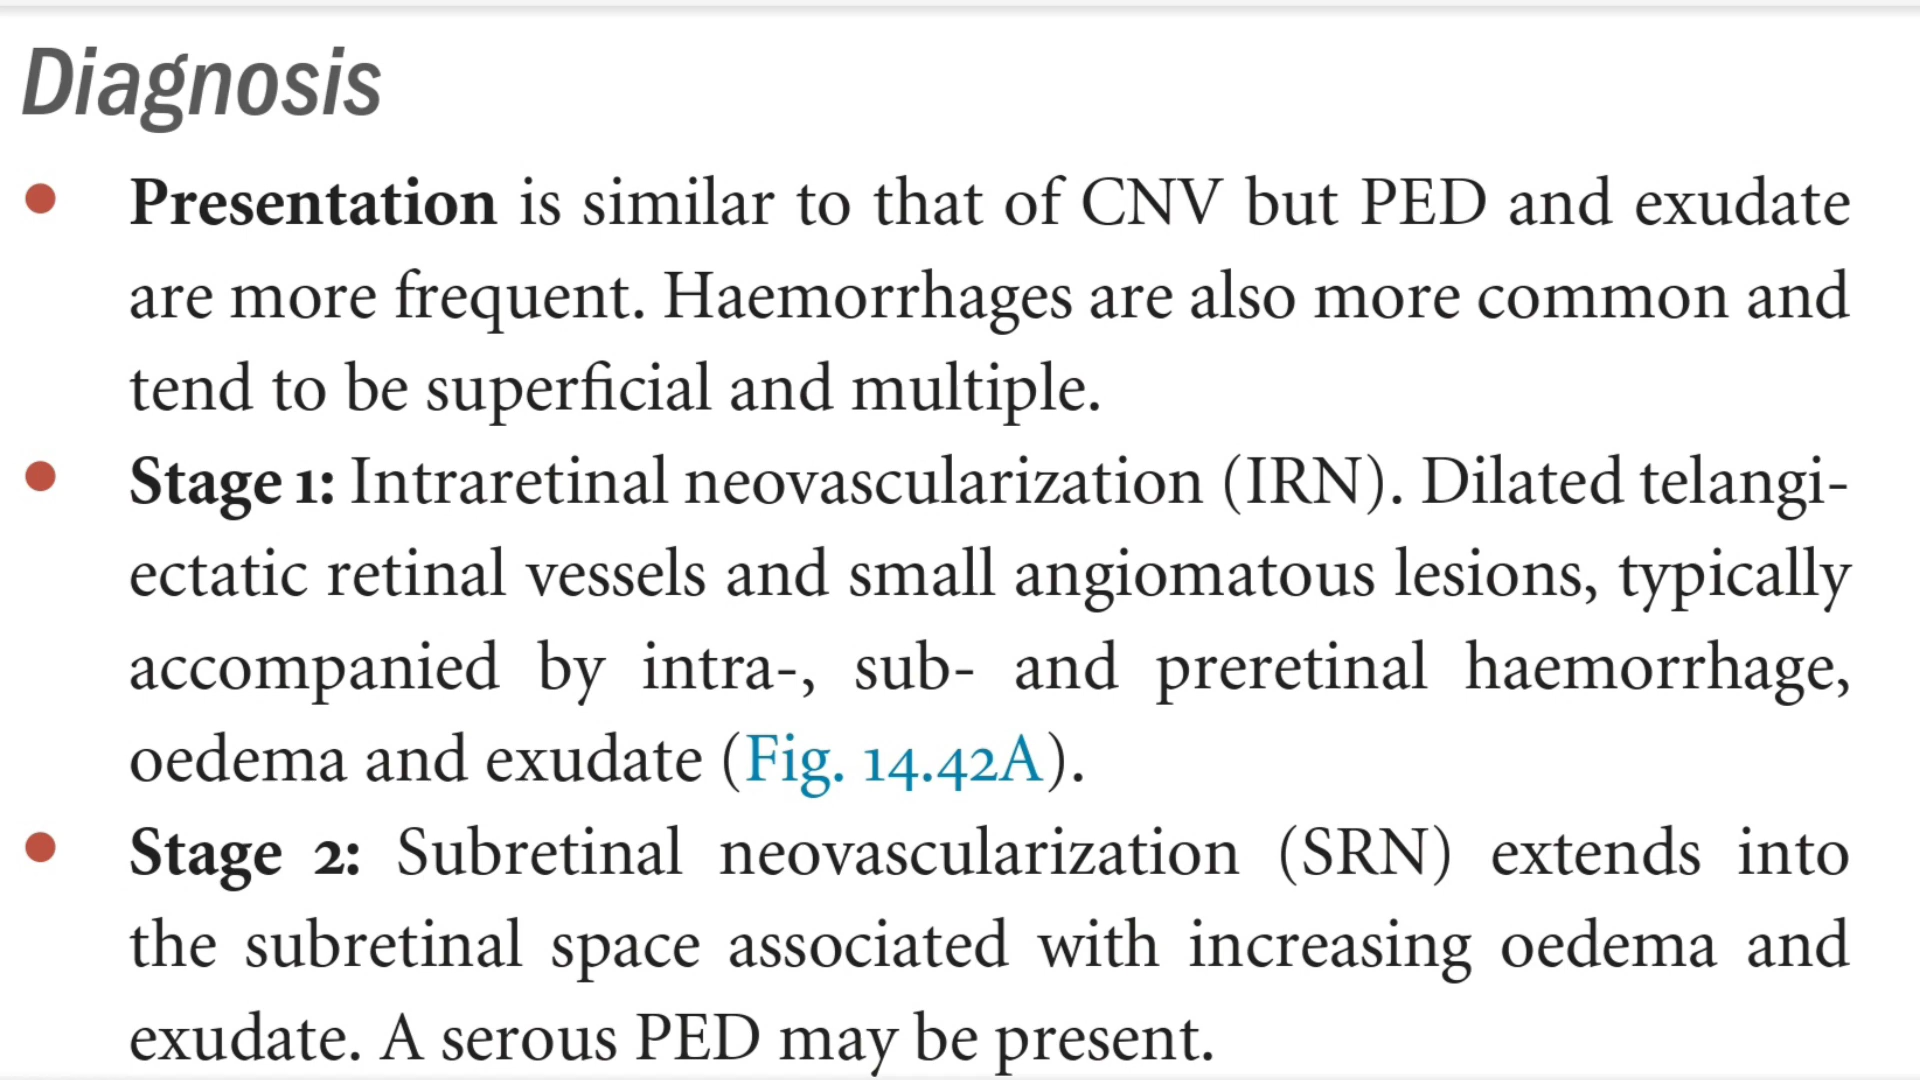 Diagnosis
• Presentation is similar to that of CNV but PED and exudate
are more frequent. Haemorrhages are also more common and
tend to be superficial and multiple.
• Stage 1: Intraretinal neovascularization (IRN). Dilated telangi-
ectatic retinal vessels and small angiomatous lesions, typically
accompanied by intra-, sub- and preretinal haemorrhage,
oedema and exudate (Fig. 14.42A).
• Stage 2: Subretinal neovascularization (SRN) extends into
the subretinal space associated with increasing oedema and
exudate. A serous PED may be present.